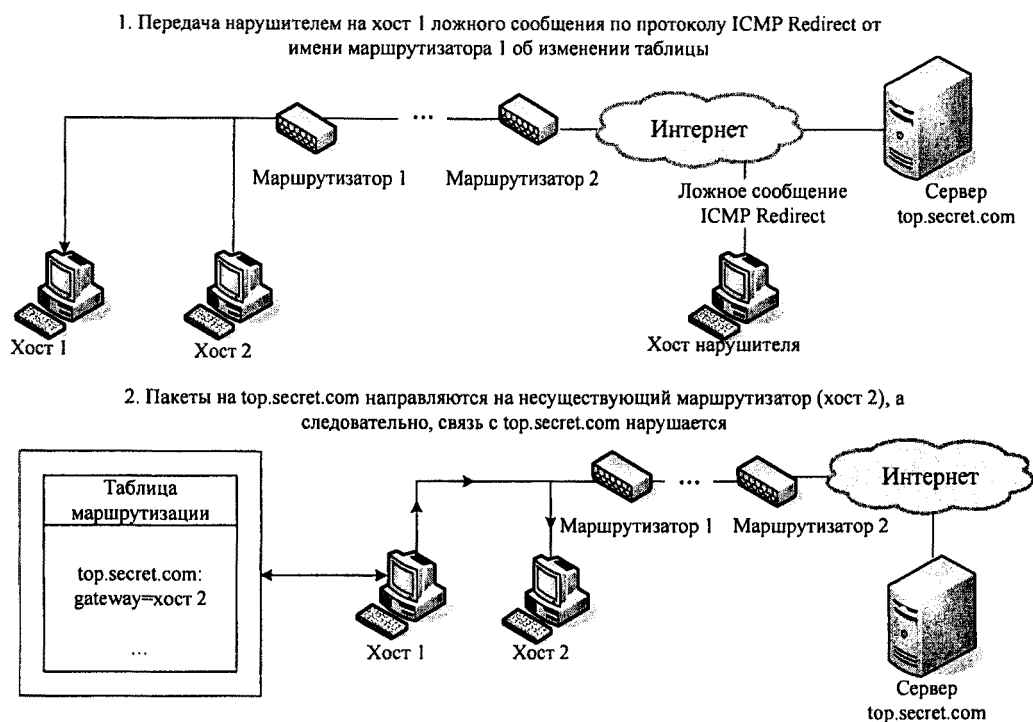 1. Передача нарушителем на хост 1 ложного сообщения по протоколу ICMP Redirect от
имени маршрутизатора 1 об изменении таблицы
...
Интернет
Маршрутизатор 1
Маршрутизатор 2
Ложное сообщение
ICMP Redirect
Сервер
top.secret.com
Хост 1
Хост 2
Хост нарушителя
2. Пакеты на top.secret.com направляются на несуществующий маршрутизатор (хост 2), а
следовательно, связь с top.secret.com нарушается
Таблица
маршрутизации
top.secret.com:
gateway=хост 2
...
...
Интернет
Маршрутизатор 1
Маршрутизатор 2
Хост 1
Хост 2
Сервер
top.secret.com